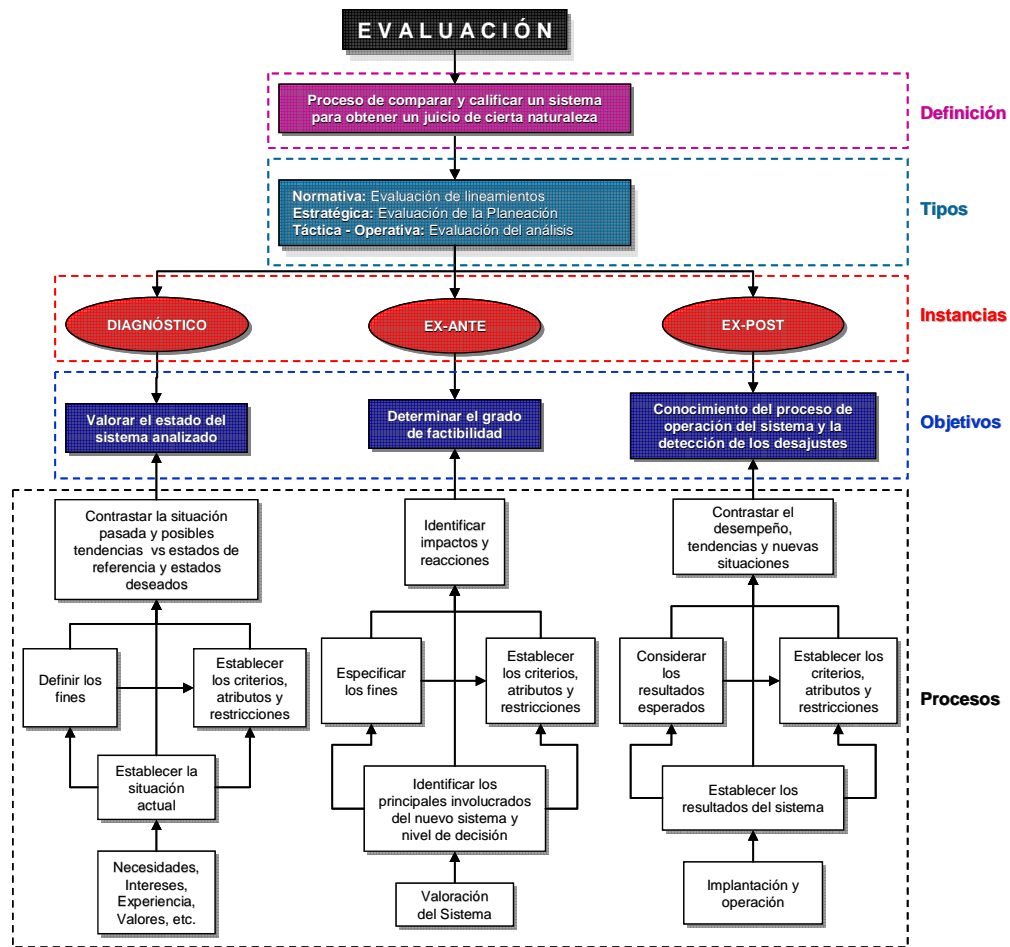 EVALUACIÓN
Proceso de comparar y calificar un sistema
para obtener un juicio de cierta naturaleza
Definición
Normativa: Evaluación de lineamientos
Estratégica: Evaluación de la Planeación
Táctica - Operativa: Evaluación del análisis
Tipos
DIAGNÓSTICO
EX-ANTE
EX-POST
Instancias
Valorar el estado del
sistema analizado
Determinar el grado
de factibilidad
Conocimiento del proceso de
operación del sistema y la
detección de los desajustes
Objetivos
Contrastar la situación
pasada y posibles
tendencias vs estados de
referencia y estados
deseados
Identificar
impactos y
reacciones
Contrastar el
desempeño,
tendencias y nuevas
situaciones
Definir los
fines
Establecer
los criterios,
atributos y
restricciones
Especificar
los fines
Establecer
los criterios,
atributos y
restricciones
Considerar
los
resultados
esperados
Establecer los
criterios,
atributos y
restricciones
Procesos
Establecer la
situación
actual
Identificar los
principales involucrados
del nuevo sistema y
nivel de decisión
Establecer los
resultados del sistema
Necesidades,
Intereses,
Experiencia,
Valores, etc.
Valoración
del Sistema
Implantación y
operación